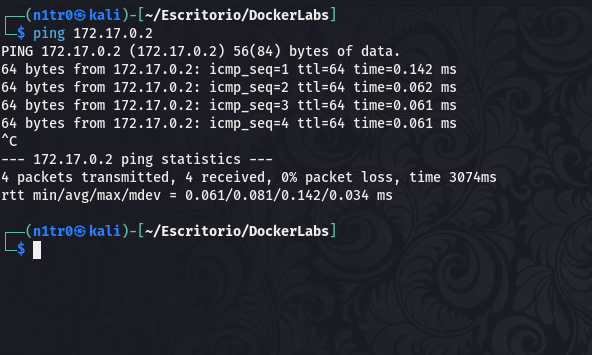 ┌──(n1tr0㉿kali)-[~/Escritorio/DockerLabs]
└─$ ping 172.17.0.2
PING 172.17.0.2 (172.17.0.2) 56(84) bytes of data.
64 bytes from 172.17.0.2: icmp_seq=1 ttl=64 time=0.142 ms
64 bytes from 172.17.0.2: icmp_seq=2 ttl=64 time=0.062 ms
64 bytes from 172.17.0.2: icmp_seq=3 ttl=64 time=0.061 ms
64 bytes from 172.17.0.2: icmp_seq=4 ttl=64 time=0.061 ms
^C
--- 172.17.0.2 ping statistics ---
4 packets transmitted, 4 received, 0% packet loss, time 3074ms
rtt min/avg/max/mdev = 0.061/0.081/0.142/0.034 ms
┌──(n1tr0㉿kali)-[~/Escritorio/DockerLabs]
└─$